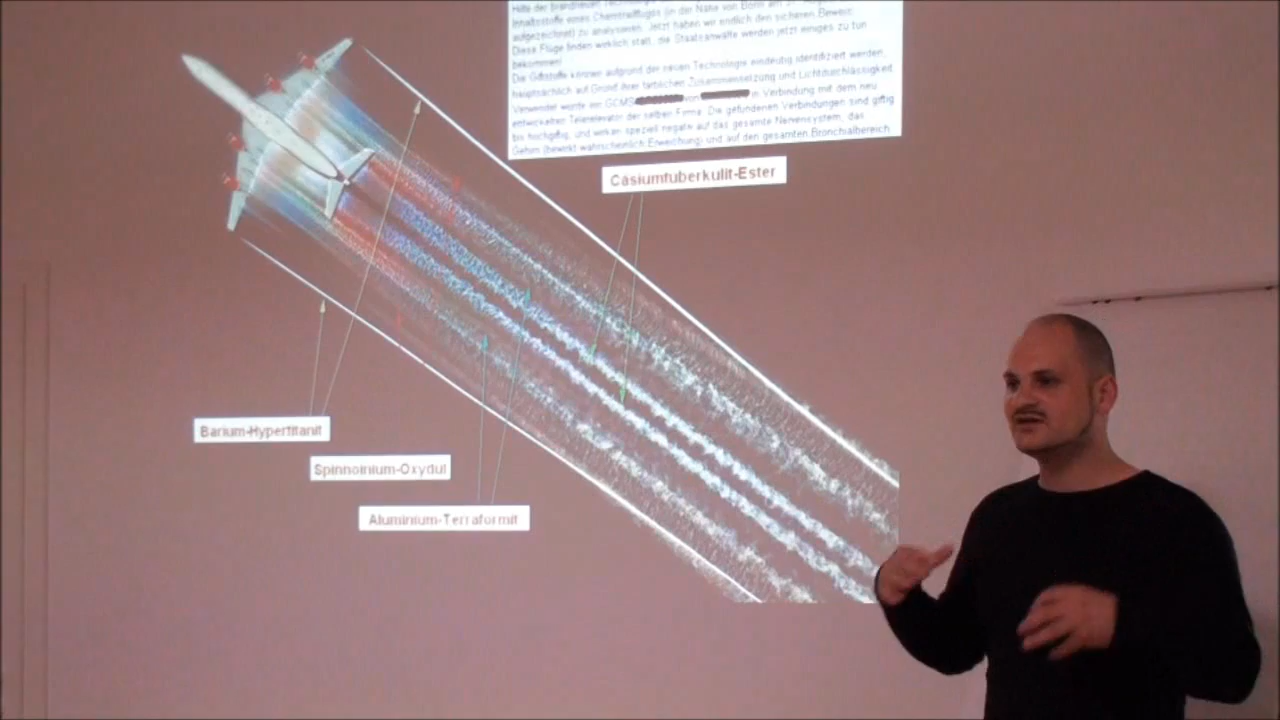 Hilfe der brandneuen Technologie
Inhaltsstoffe eines Chemtrailfluges (in der Nähe von Bonn am
aufgezeichnet) zu analysieren. Jetzt haben wir endlich den sicheren Beweis:
Diese Flüge finden wirklich statt, die Staatsanwälte werden jetzt einiges zu tun
bekommen!
Die Giftstoffe können aufgrund der neuen Technologie eindeutig identifiziert werden,
hauptsächlich auf Grund ihrer farblichen Zusammensetzung und Lichtdurchlässigkeit.
Verwendet wurde ein GCMS von in Verbindung mit dem neu
entwickelten Telerelevator der selben Firma. Die gefundenen Verbindungen sind giftig
bis hochgiftig, und wirken speziell negativ auf das gesamte Nervensystem, das
Gehirn (bewirkt wahrscheinlich Erweichung) und auf den gesamten Bronchialbereich.
Cäsiumtuberkulit-Ester
Barium-Hypertitanit
Spinnoinium-Oxydul
Aluminium-Terraformit